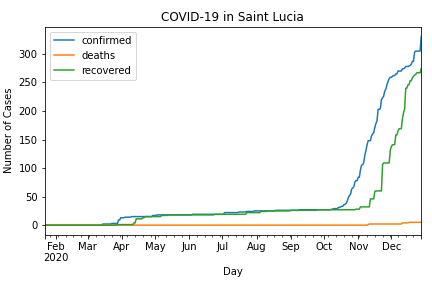 COVID-19 in Saint Lucia
confirmed
deaths
recovered
Number of Cases
300
250
200
150
100
50
0
Feb Mar Apr May Jun Jul Aug Sep Oct Nov Dec
2020
Day